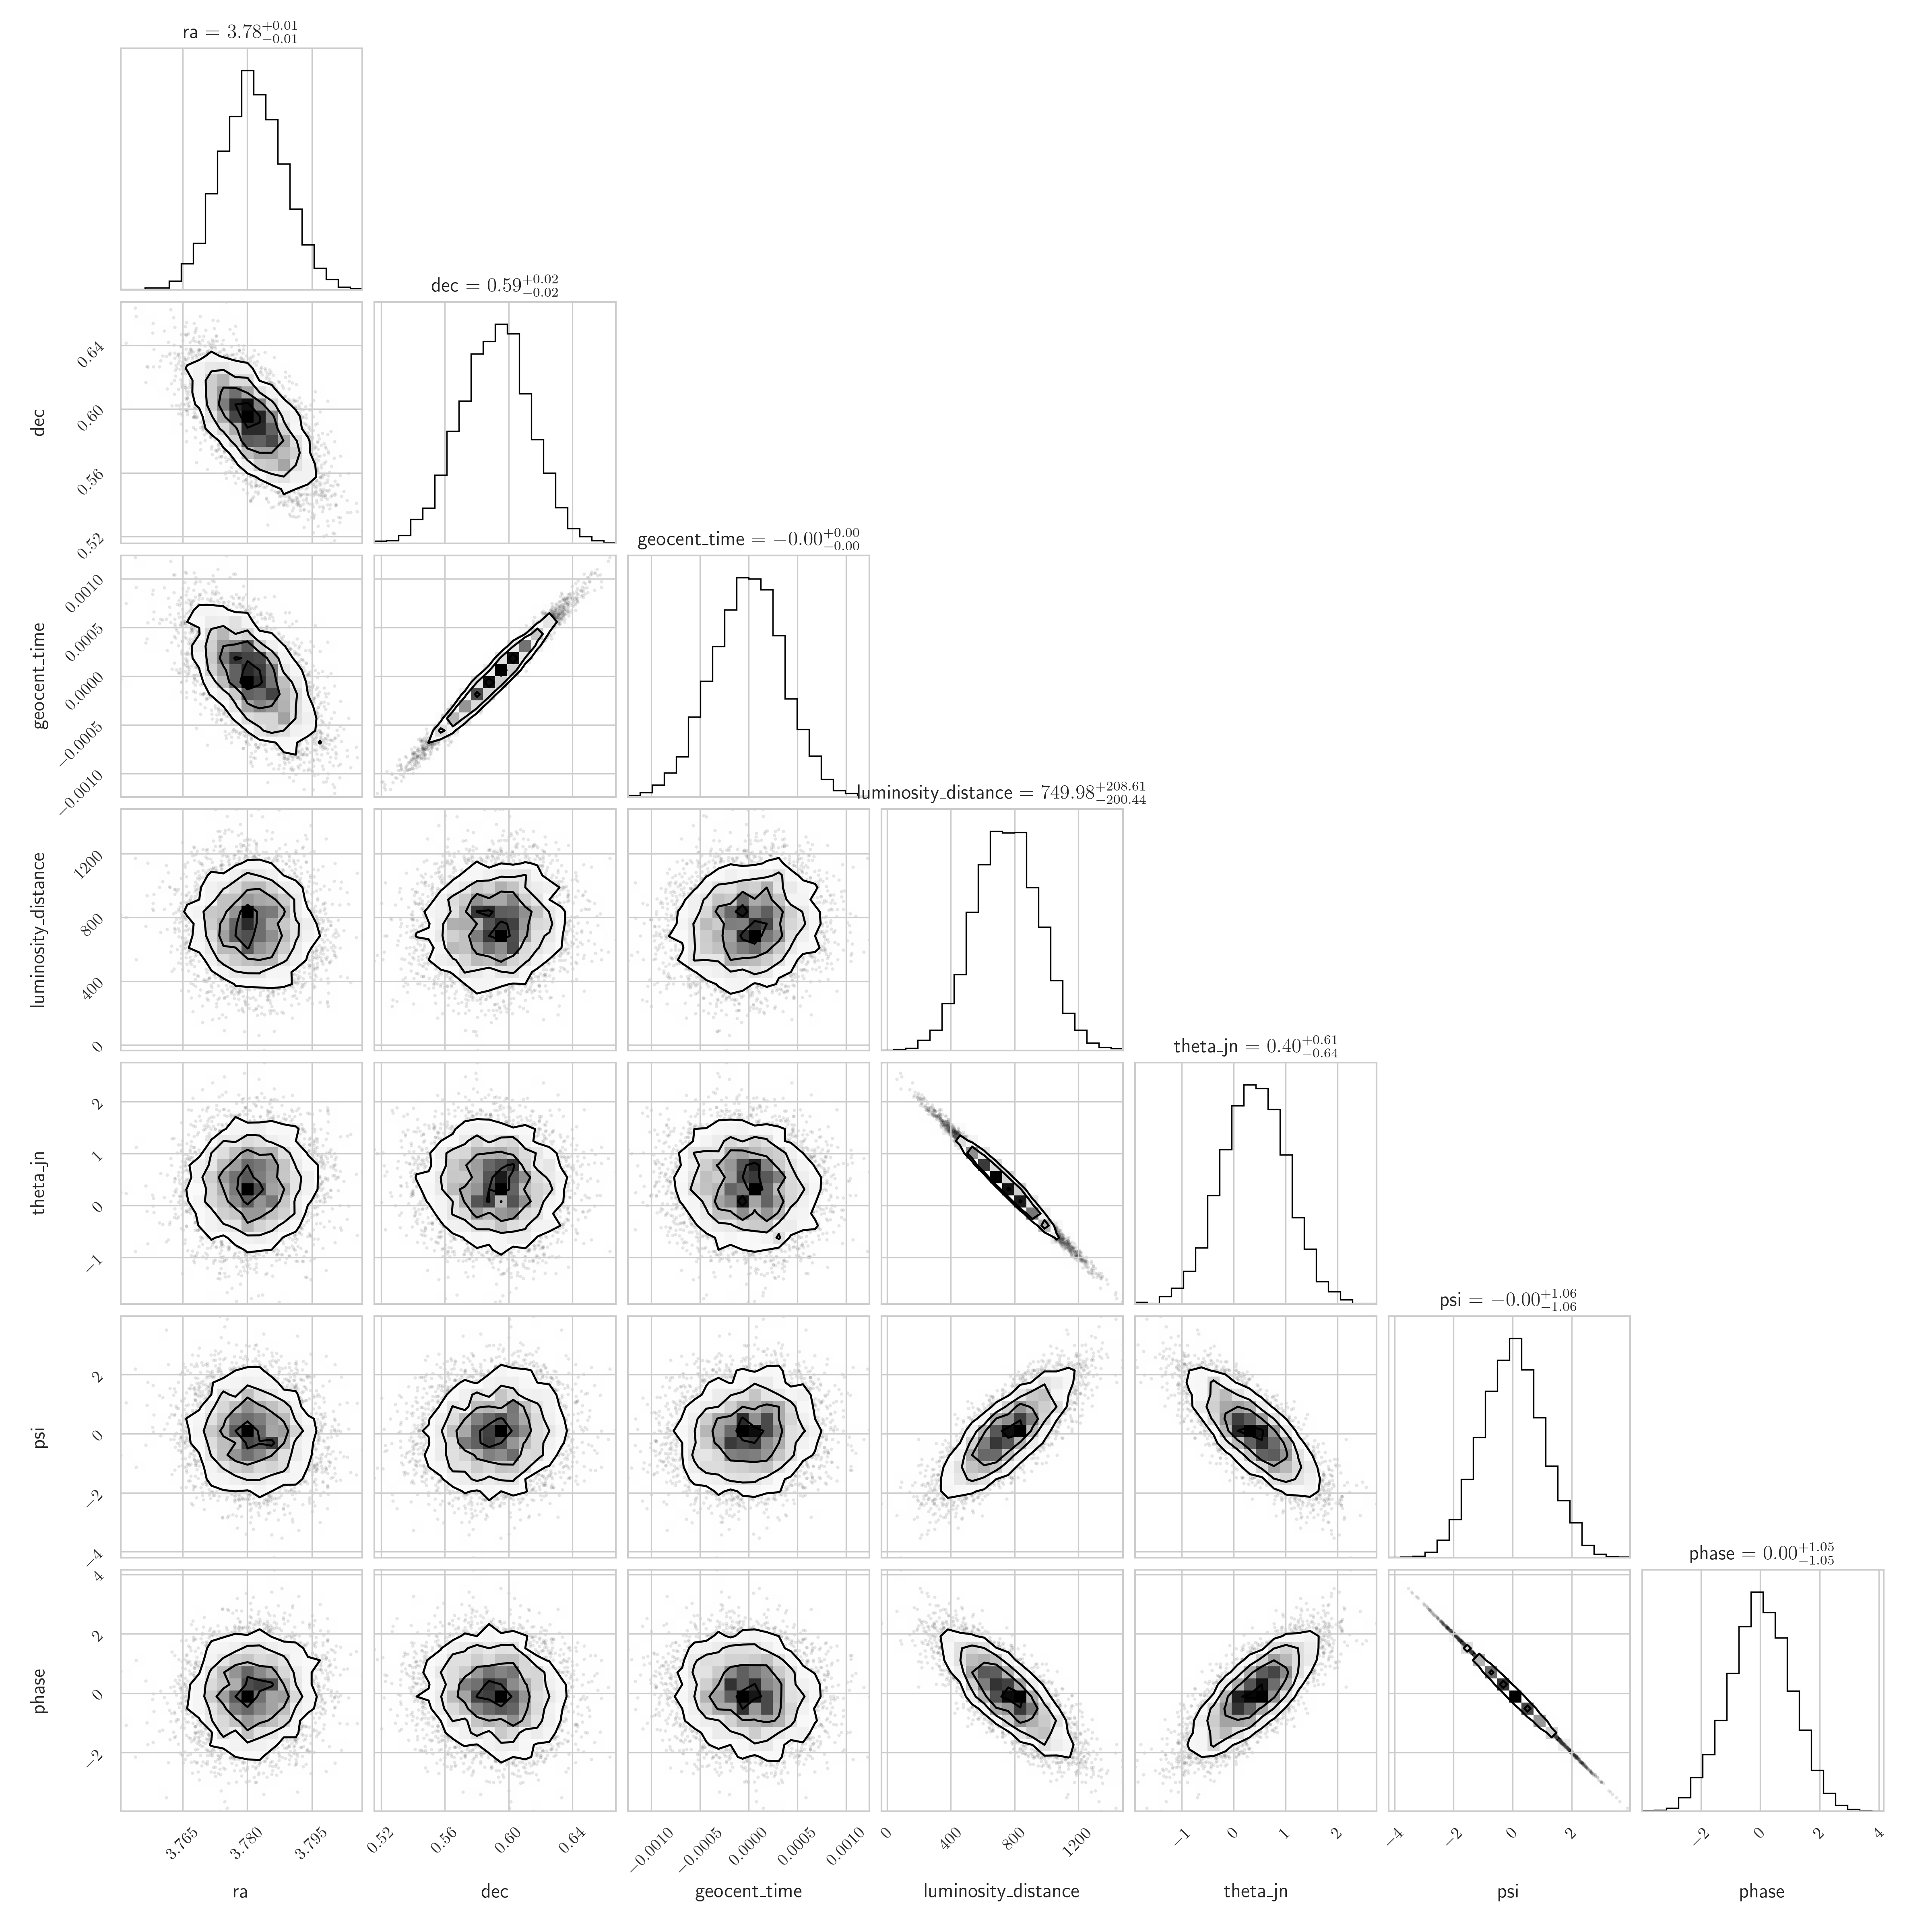 ra = 3.78^{+0.01}_{-0.01}
dec = 0.59^{+0.02}_{-0.02}
dec
0.64
0.60
0.56
0.52
geocent_time = −0.00^{+0.00}_{-0.00}
geocent_time
0.0010
0.0005
0.0000
−0.0005
−0.0010
luminosity_distance = 749.98^{+208.61}_{-200.44}
luminosity_distance
1200
800
400
0
theta_jn = 0.40^{+0.61}_{-0.64}
theta_jn
2
1
0
−1
psi = −0.00^{+1.06}_{-1.06}
psi
2
0
−2
−4
phase = 0.00^{+1.05}_{-1.05}
phase
4
2
0
−2
3.765 3.780 3.795 0.52 0.56 0.60 0.64 −0.0010 −0.0005 0.0000 0.0005 0.0010 0 400 800 1200 −1 0 1 2 −4 −2 0 2 −2 0 2 4
ra dec geocent_time luminosity_distance theta_jn psi phase